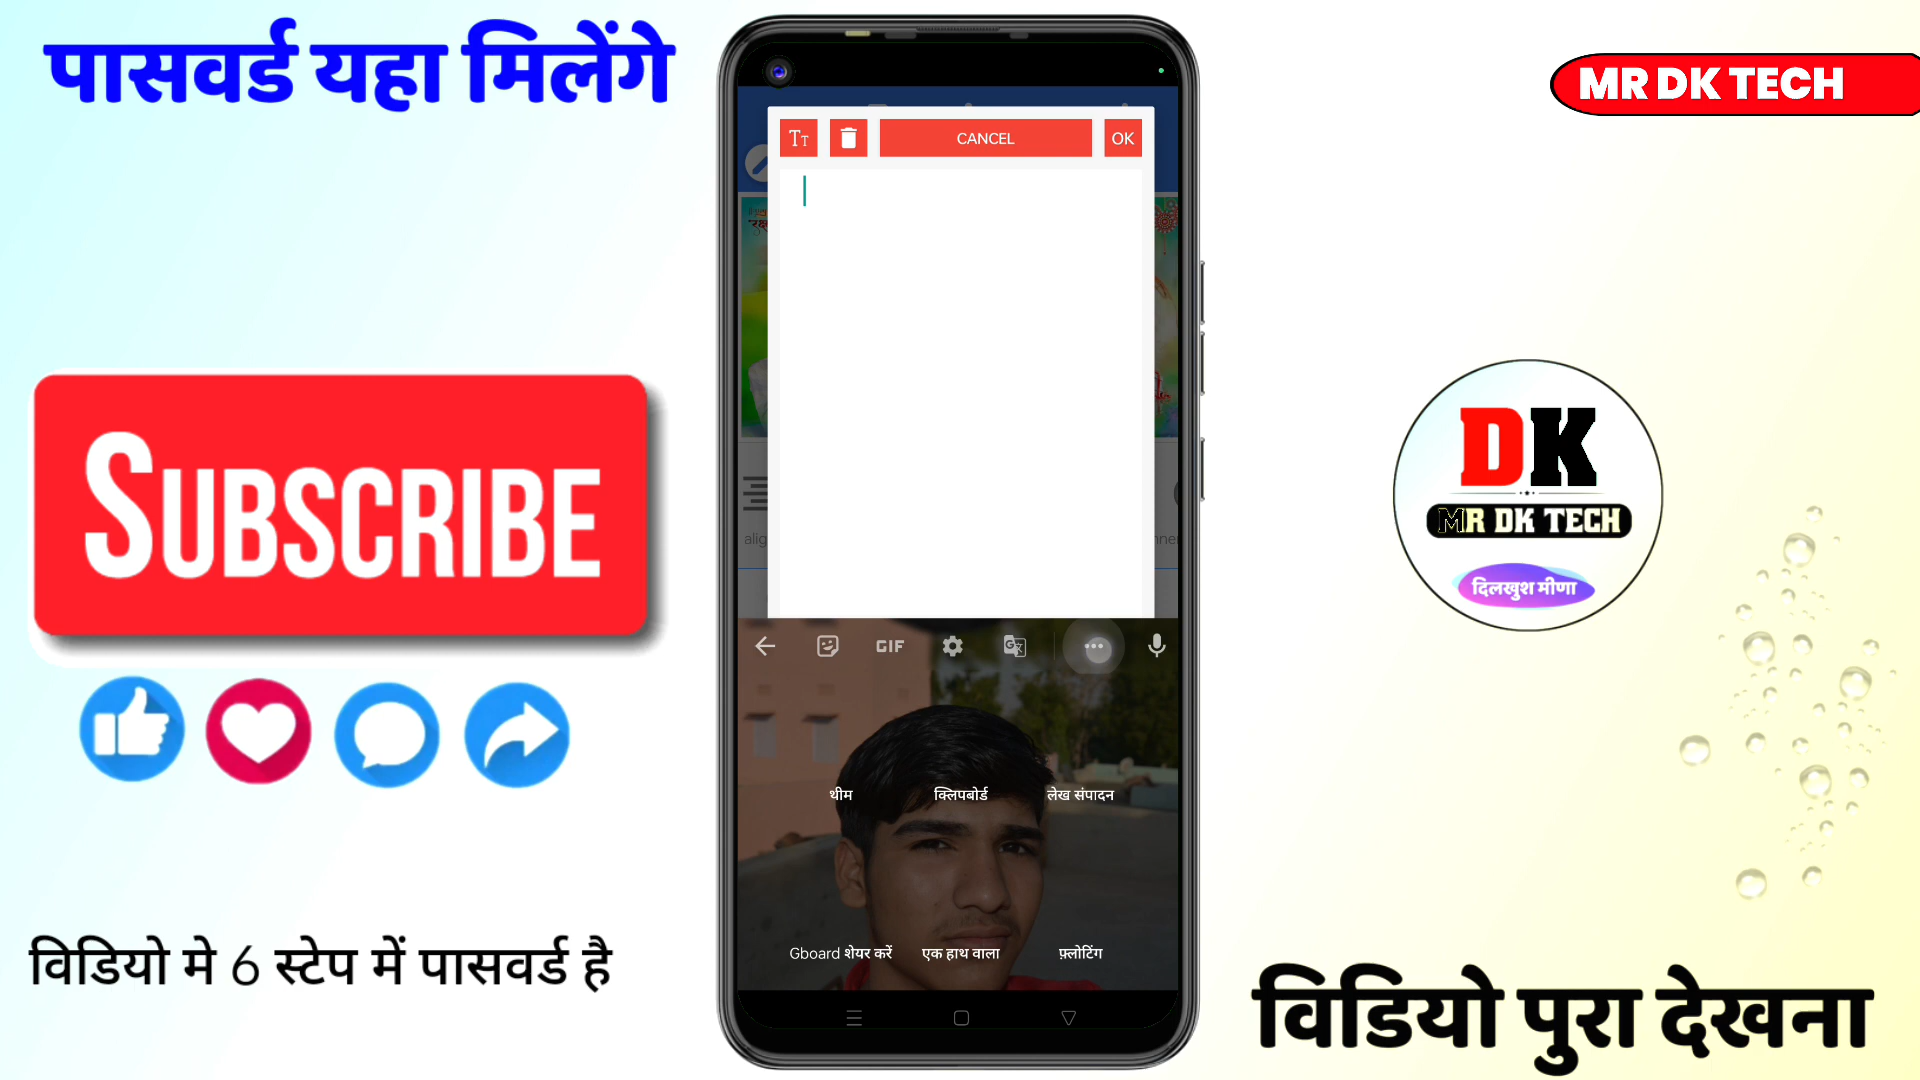 पासवर्ड यहा मिलेंगे
MR DK TECH
TT
CANCEL
OK
SUBSCRIBE
DK
MR DK TECH
दिलखुश मीणा
GIF
थीम
क्लिपबोर्ड
लेख संपादन
Gboard शेयर करें
एक हाथ वाला
फ़्लोटिंग
विडियो मे 6 स्टेप में पासवर्ड है
विडियो पुरा देखना